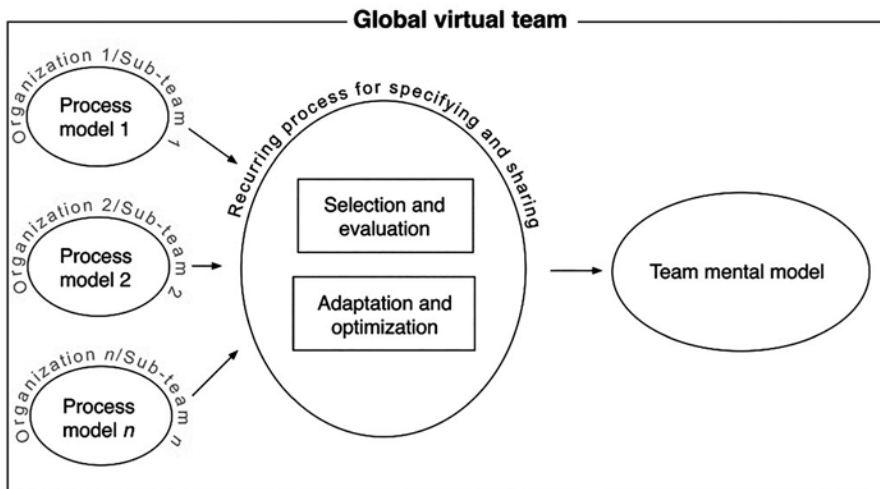 Global virtual team
Organization 1/Sub-team 1
Process
model 1
Organization 2/Sub-team 2
Process
model 2
Organization n/Sub-team n
Process
model n
Recurring process for specifying and sharing
Selection and
evaluation
Adaptation and
optimization
Team mental model